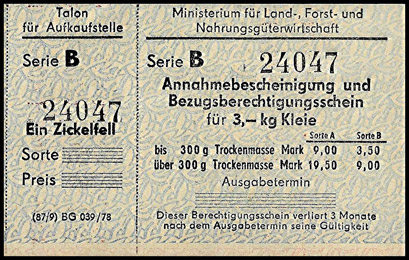 Talon
für Aufkaufstelle
Serie B
24047
Ein Zickelfell
Sorte
Preis
(87/9) BG 039/78
Ministerium für Land-, Forst- und
Nahrungsgüterwirtschaft
Serie B 24047
Annahmebescheinigung und
Bezugsberechtigungsschein
für 3,– kg Kleie
Sorte A Sorte B
bis 300 g Trockenmasse Mark 9,00 3,50
über 300 g Trockenmasse Mark 19,50 9,00
Ausgabetermin
Dieser Berechtigungsschein verliert 3 Monate
nach dem Ausgabetermin seine Gültigkeit